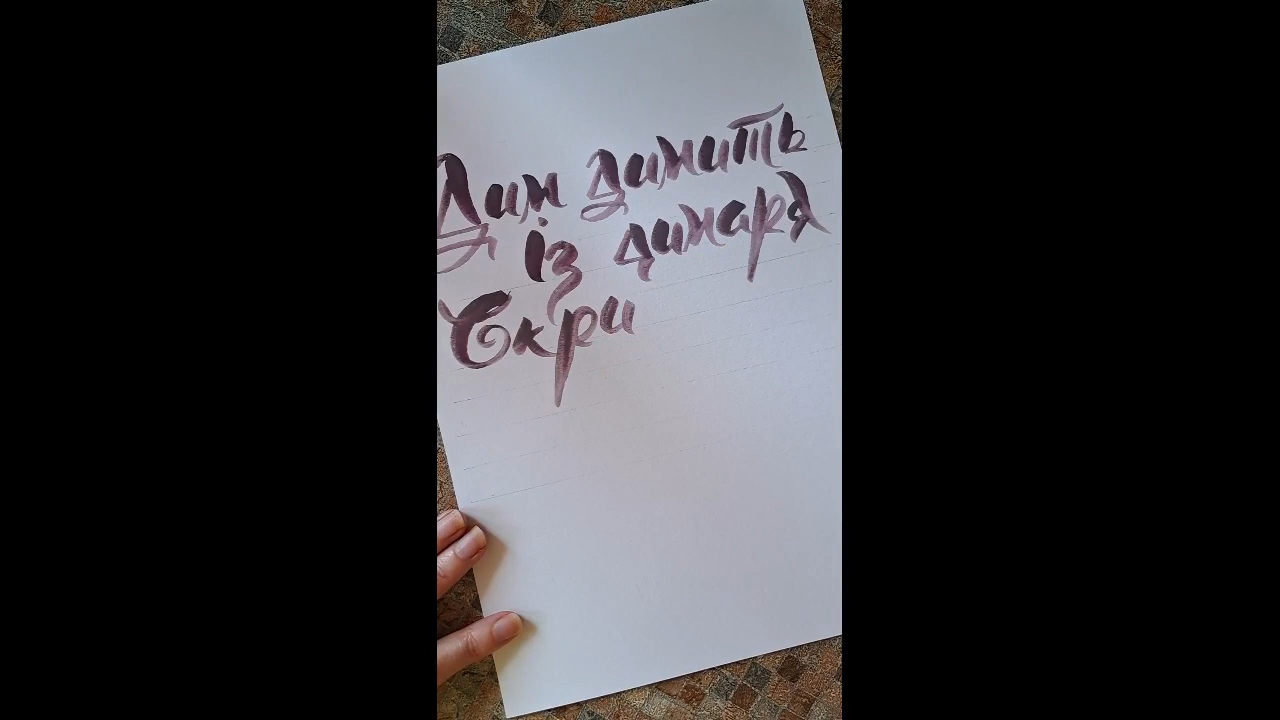 Дим димить
із димаря
Скри